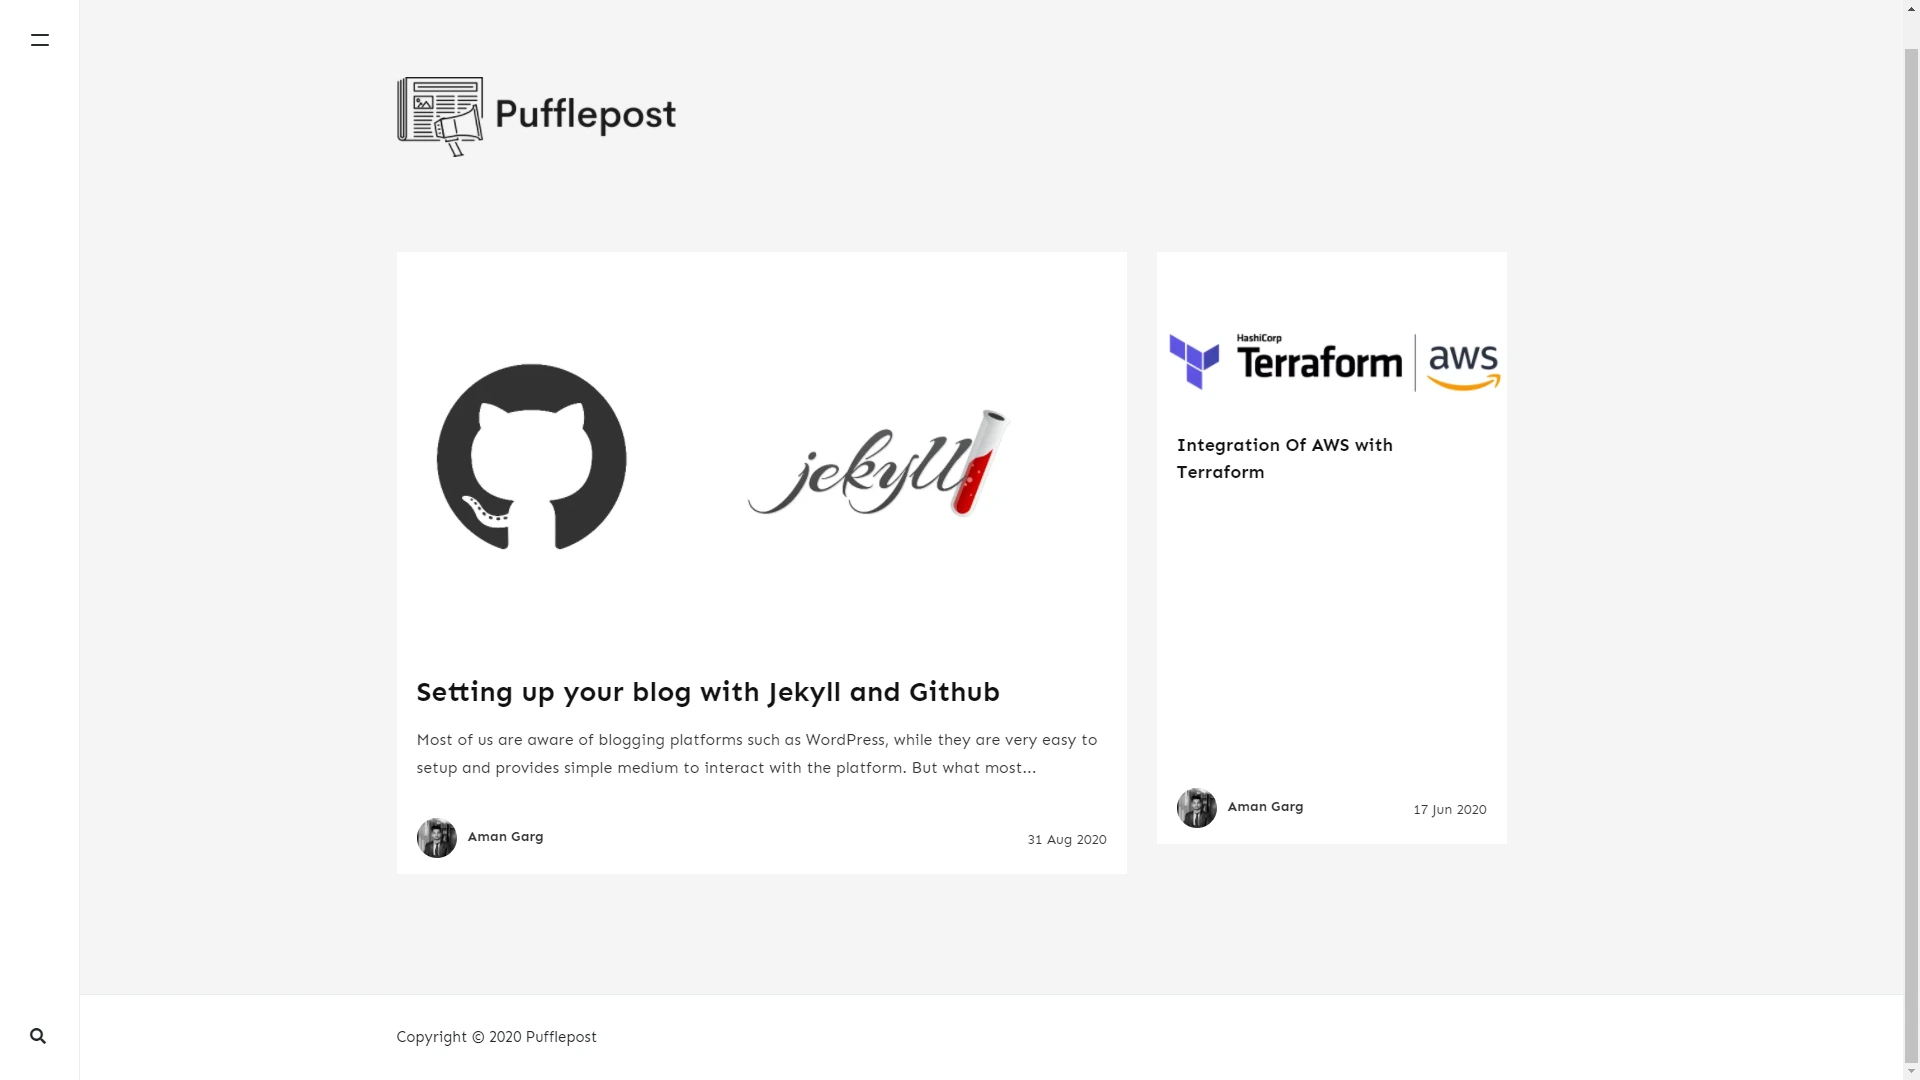 Pufflepost
jekyll
Setting up your blog with Jekyll and Github
Most of us are aware of blogging platforms such as WordPress, while they are very easy to
setup and provides simple medium to interact with the platform. But what most...
Aman Garg
31 Aug 2020
HashiCorp
Terraform
aws
Integration Of AWS with
Terraform
Aman Garg
17 Jun 2020
Copyright © 2020 Pufflepost